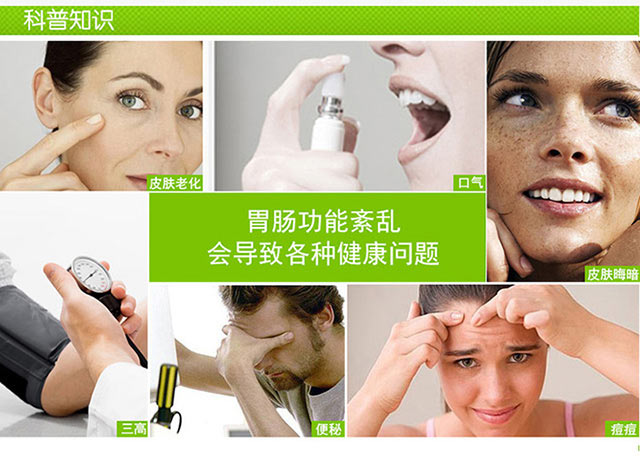 科普知识
皮肤老化
口气
胃肠功能紊乱
会导致各种健康问题
皮肤晦暗
三高
便秘
痘痘